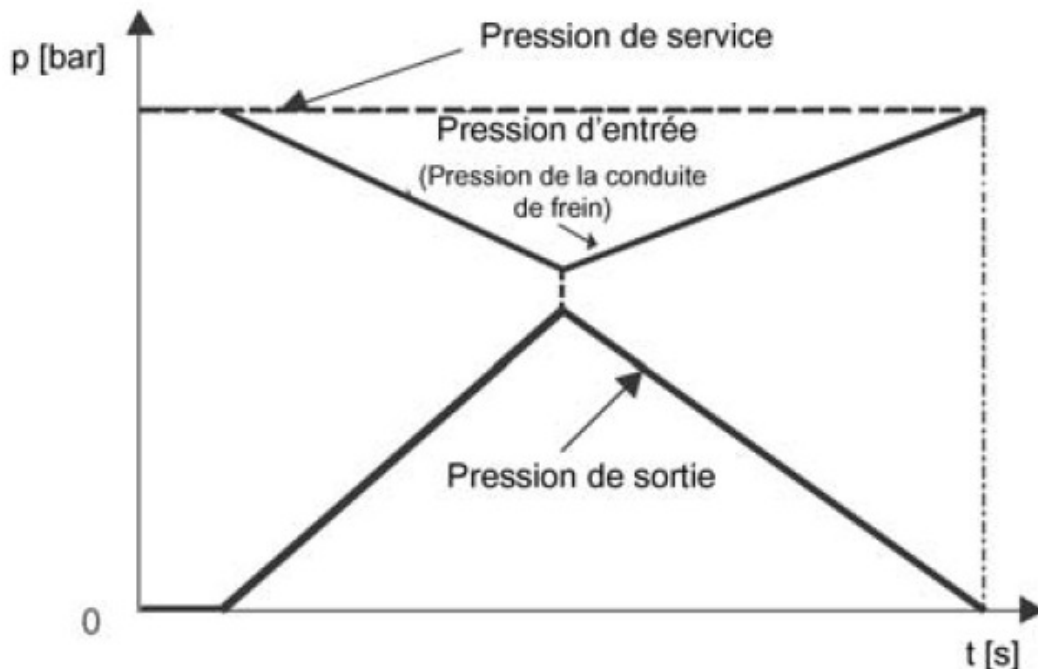 Pression de service
p [bar]
Pression d'entrée
(Pression de la conduite
de frein)
Pression de sortie
0
t [s]